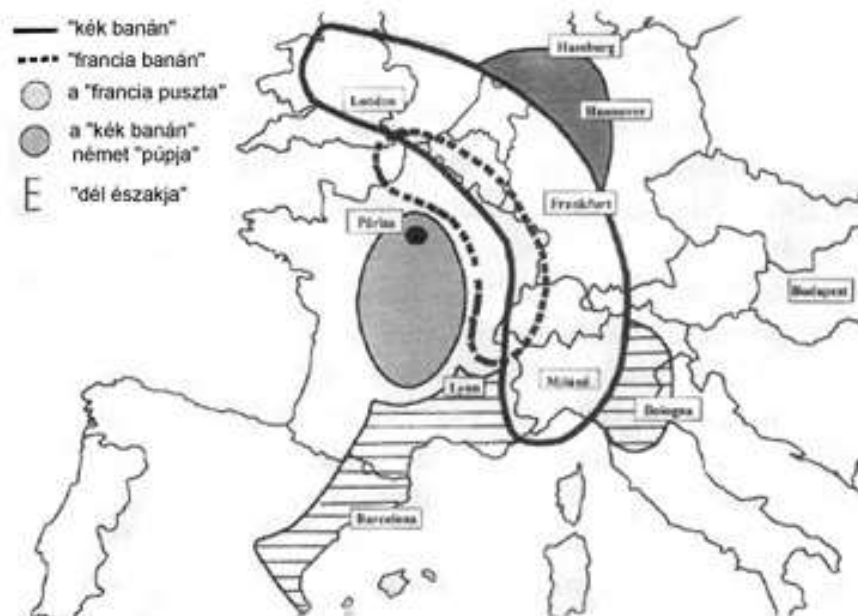 "kék banán"
"francia banán"
a "francia puszta"
a "kék banán"
német "púpja"
"dél északja"
Hamburg
London
Hannover
Frankfurt
Párizs
Budapest
Lyon
Milánó
Bologna
Barcelona